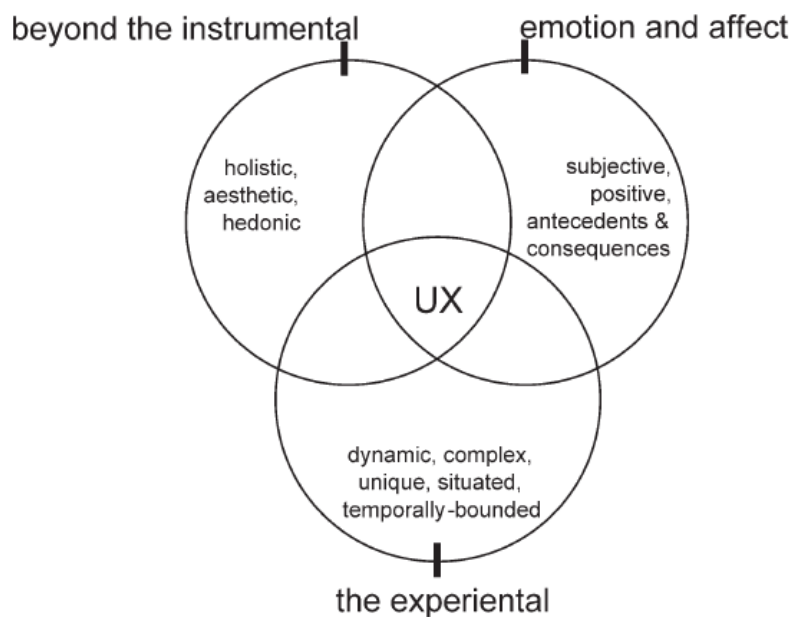 beyond the instrumental
emotion and affect
holistic,
aesthetic,
hedonic
subjective,
positive,
antecedents &
consequences
UX
dynamic, complex,
unique, situated,
temporally-bounded
the experiental